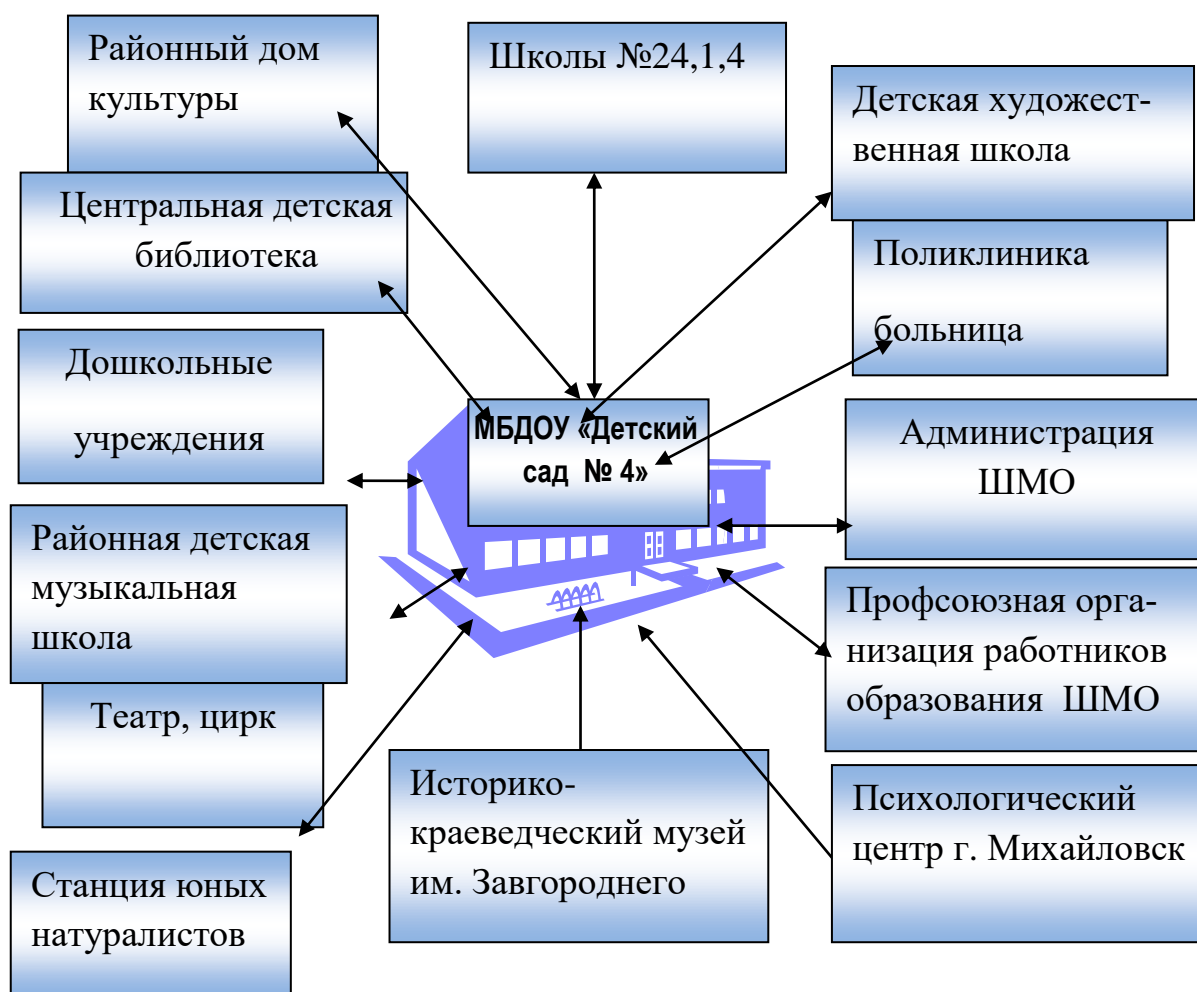 Районный дом
культуры
Школы №24,1,4
Детская художест-
венная школа
Центральная детская
библиотека
Поликлиника
больница
Дошкольные
учреждения
МБДОУ «Детский
сад № 4»
Администрация
ШМО
Районная детская
музыкальная
школа
Профсоюзная орга-
низация работников
образования ШМО
Театр, цирк
Историко-
краеведческий музей
им. Завгороднего
Психологический
центр г. Михайловск
Станция юных
натуралистов